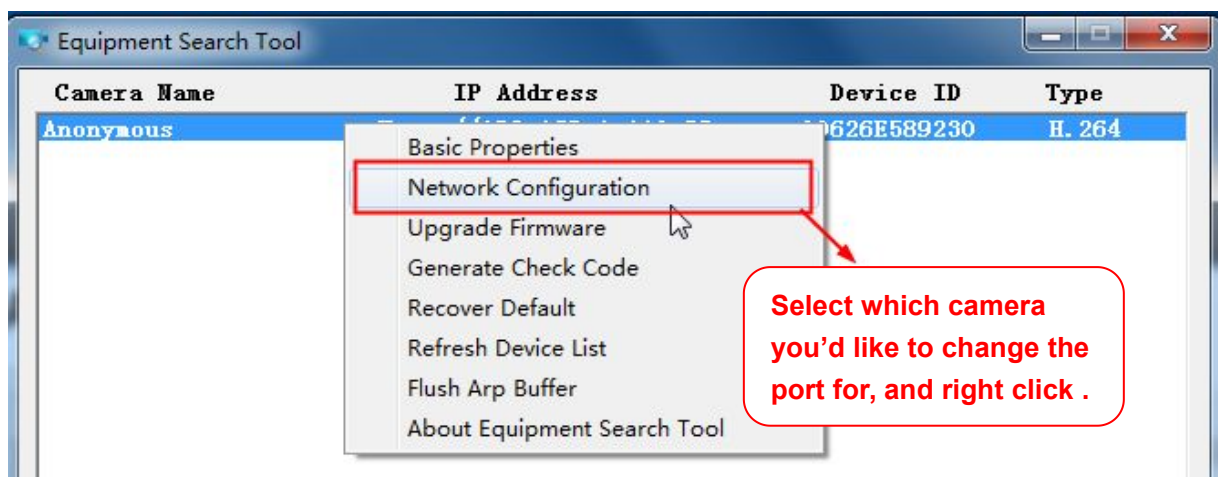 Equipment Search Tool
Camera Name IP Address Device ID Type
Anonymous 0626E589230 H.264
Basic Properties
Network Configuration
Upgrade Firmware
Generate Check Code
Recover Default
Refresh Device List
Flush Arp Buffer
About Equipment Search Tool
Select which camera
you’d like to change the
port for, and right click .